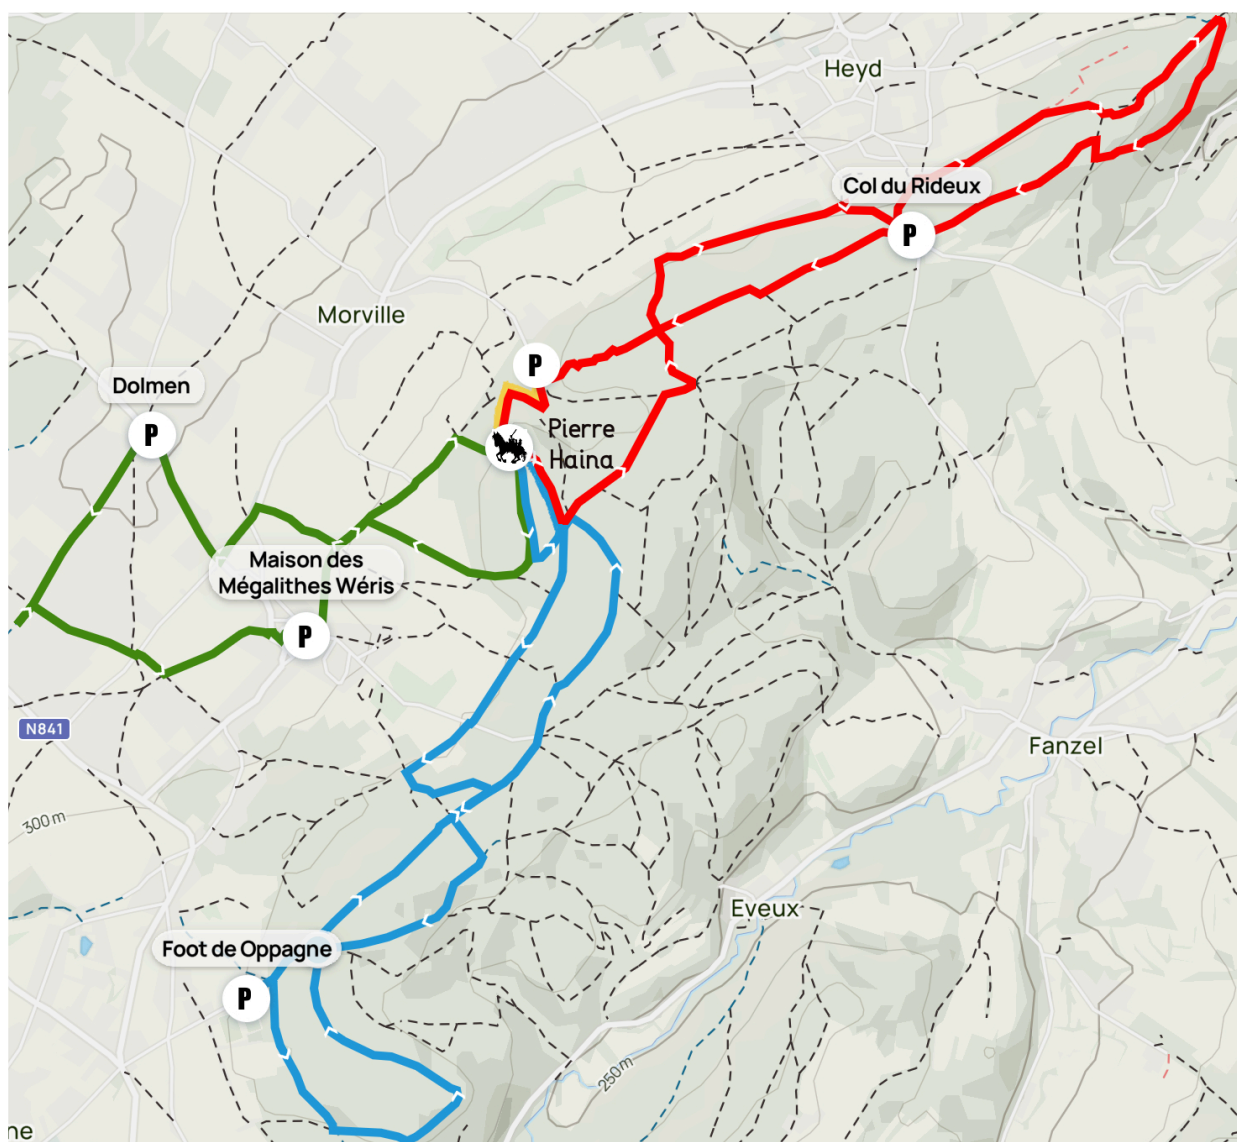 Heyd
Col du Rideux
P
Morville
P
Dolmen
P
Pierre
Haina
Maison des
Mégalithes Wéris
P
N841
Fanzel
300 m
Eveux
Foot de Oppagne
P
250 m
ne